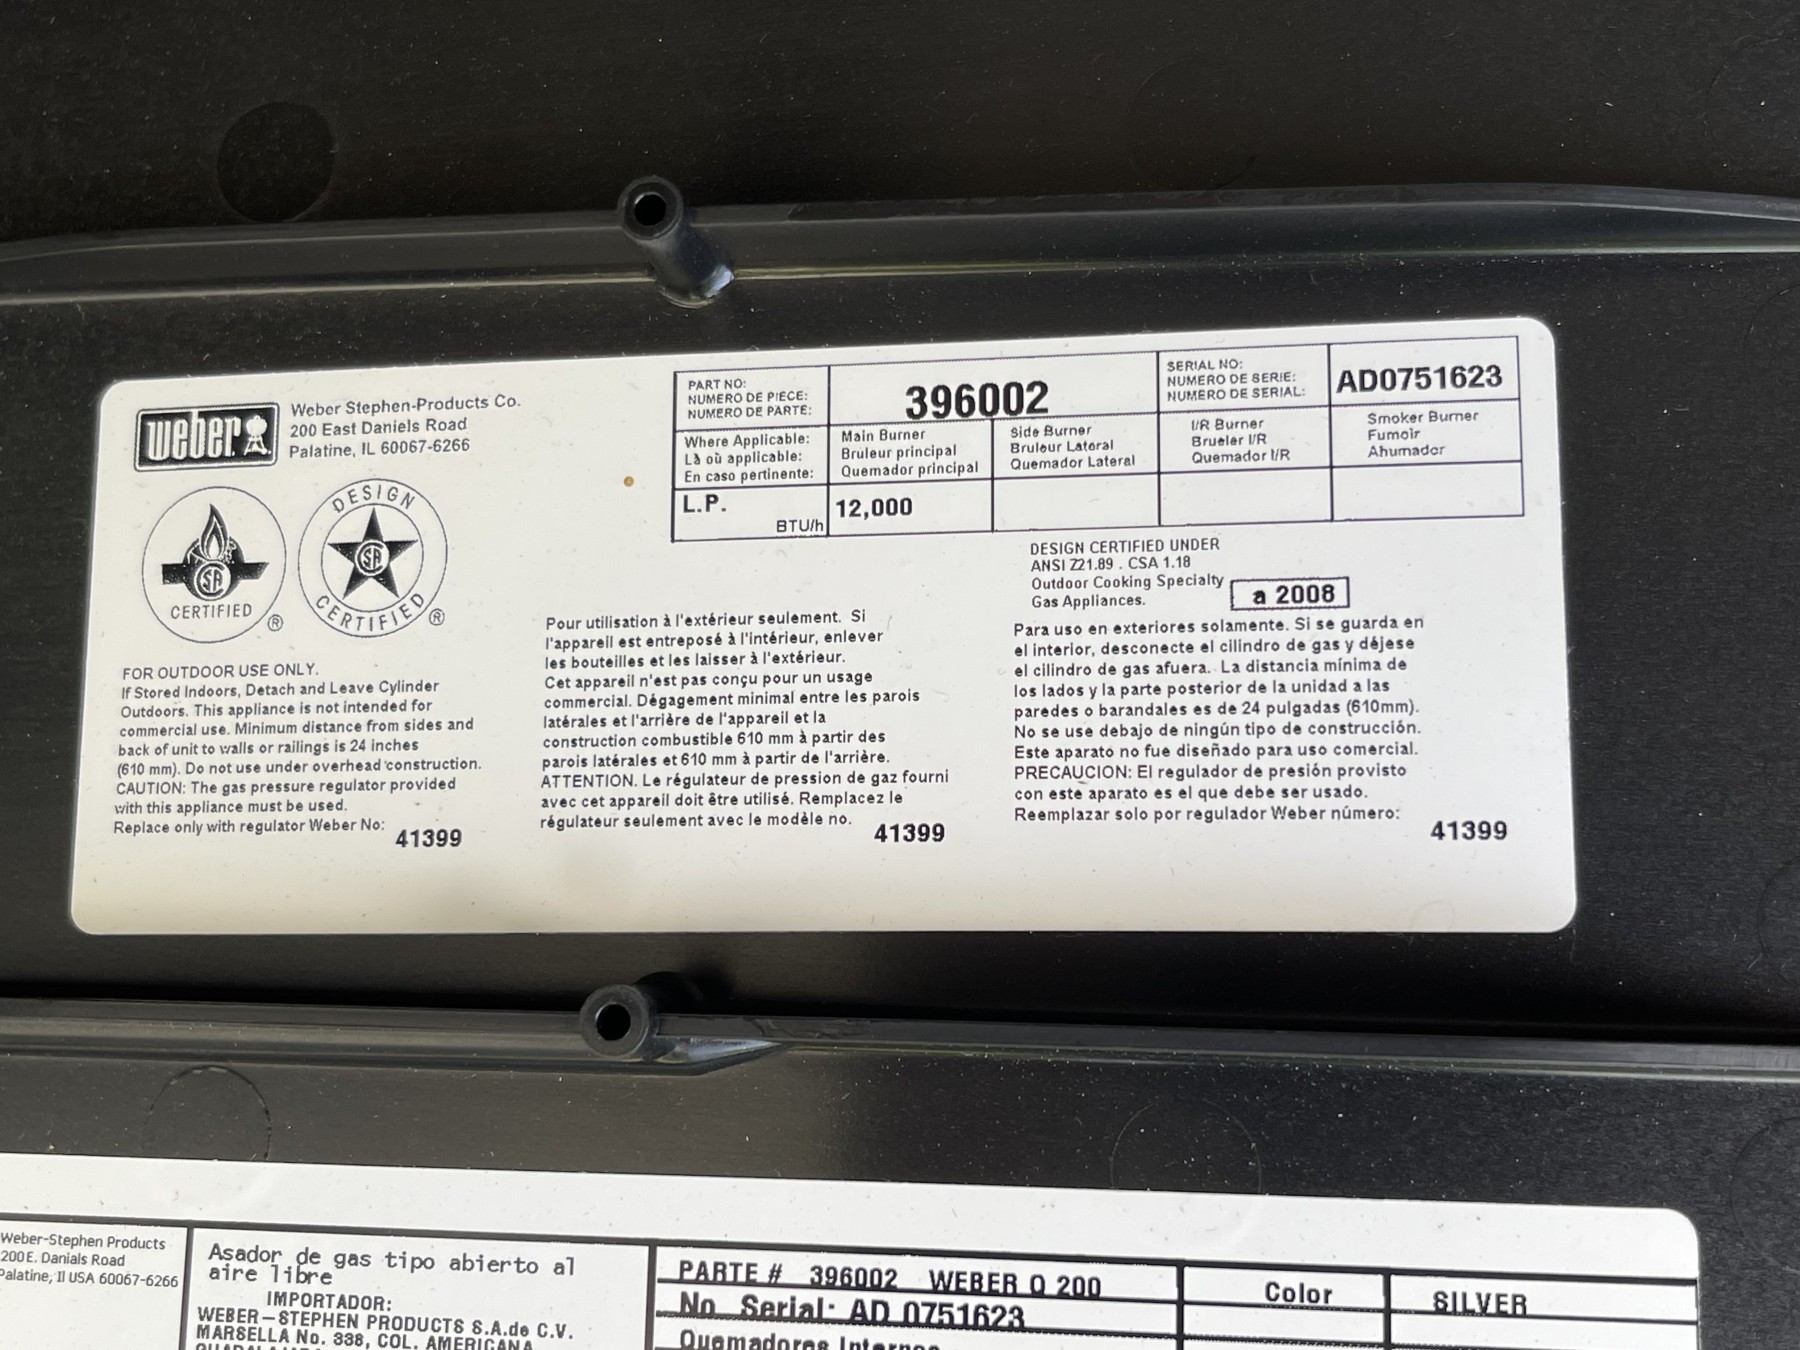 weber
Weber Stephen-Products Co.
200 East Daniels Road
Palatine, IL 60067-6266
SA
CERTIFIED
®
DESIGN
SA
CERTIFIED
®
PART NO:
NUMERO DE PIECE:
NUMERO DE PARTE:
396002
SERIAL NO:
NUMERO DE SERIE:
NUMERO DE SERIAL:
AD0751623
Where Applicable:
Là où applicable:
En caso pertinente:
Main Burner
Bruleur principal
Quemador principal
Side Burner
Bruleur Lateral
Quemador Lateral
I/R Burner
Brueler I/R
Quemador I/R
Smoker Burner
Fumoir
Ahumador
L.P.
BTU/h
12,000
DESIGN CERTIFIED UNDER
ANSI Z21.89 . CSA 1.18
Outdoor Cooking Specialty
Gas Appliances.
a 2008
FOR OUTDOOR USE ONLY.
If Stored Indoors, Detach and Leave Cylinder
Outdoors. This appliance is not intended for
commercial use. Minimum distance from sides and
back of unit to walls or railings is 24 inches
(610 mm). Do not use under overhead construction.
CAUTION: The gas pressure regulator provided
with this appliance must be used.
Replace only with regulator Weber No:
41399
Pour utilisation à l'extérieur seulement. Si
l'appareil est entreposé à l'intérieur, enlever
les bouteilles et les laisser à l'extérieur.
Cet appareil n'est pas conçu pour un usage
commercial. Dégagement minimal entre les parois
latérales et l'arrière de l'appareil et la
construction combustible 610 mm à partir des
parois latérales et 610 mm à partir de l'arrière.
ATTENTION. Le régulateur de pression de gaz fourni
avec cet appareil doit être utilisé. Remplacez le
régulateur seulement avec le modèle no.
41399
Para uso en exteriores solamente. Si se guarda en
el interior, desconecte el cilindro de gas y déjese
el cilindro de gas afuera. La distancia mínima de
los lados y la parte posterior de la unidad a las
paredes o barandales es de 24 pulgadas (610mm).
No se use debajo de ningún tipo de construcción.
Este aparato no fue diseñado para uso comercial.
PRECAUCION: El regulador de presión provisto
con este aparato es el que debe ser usado.
Reemplazar solo por regulador Weber número:
41399
Weber-Stephen Products
200 E. Danials Road
Palatine, Il USA 60067-6266
Asador de gas tipo abierto al
aire libre
IMPORTADOR:
WEBER-STEPHEN PRODUCTS S.A.de C.V.
MARSELLA No. 338, COL. AMERICANA
PARTE # 396002 WEBER Q 200
No Serial: AD 0751623
Quemadores Internos
Color
SILVER